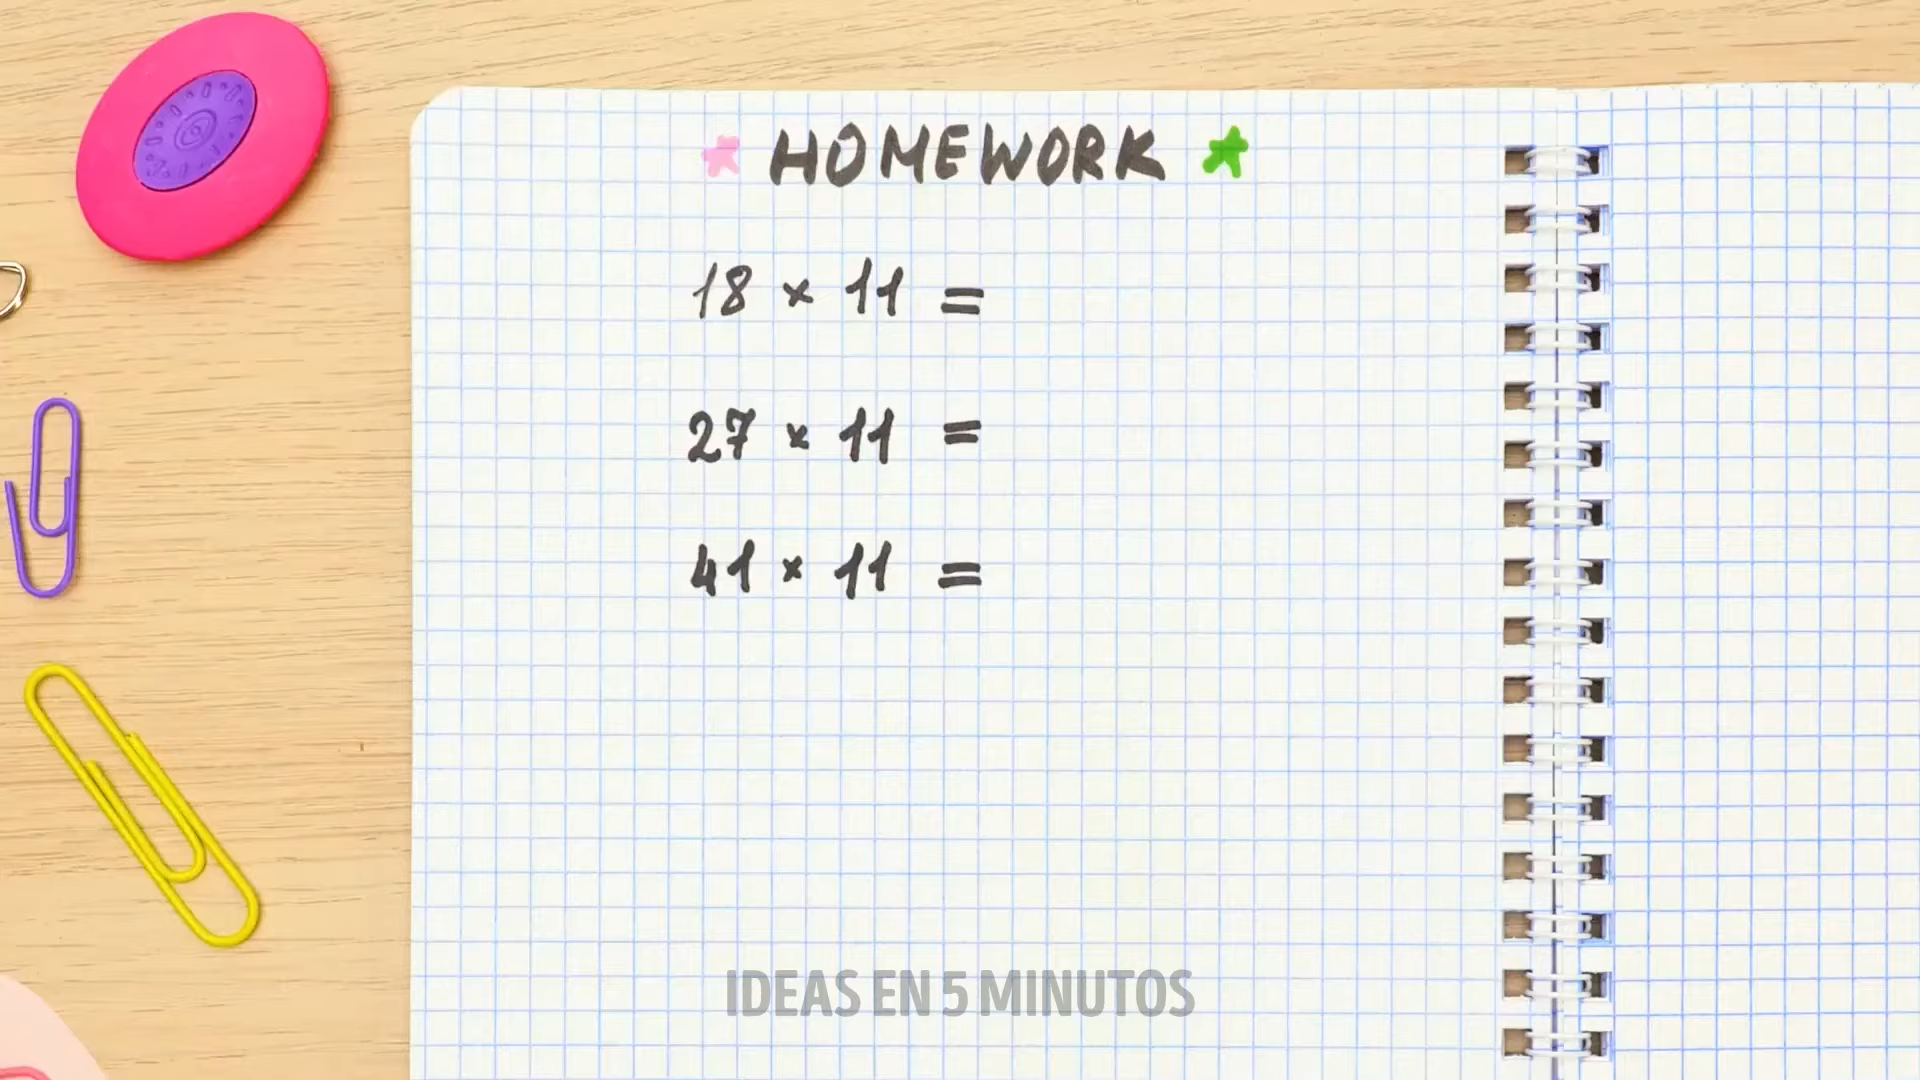 HOMEWORK
18 × 11 =
27 × 11 =
41 × 11 =
IDEAS EN 5 MINUTOS